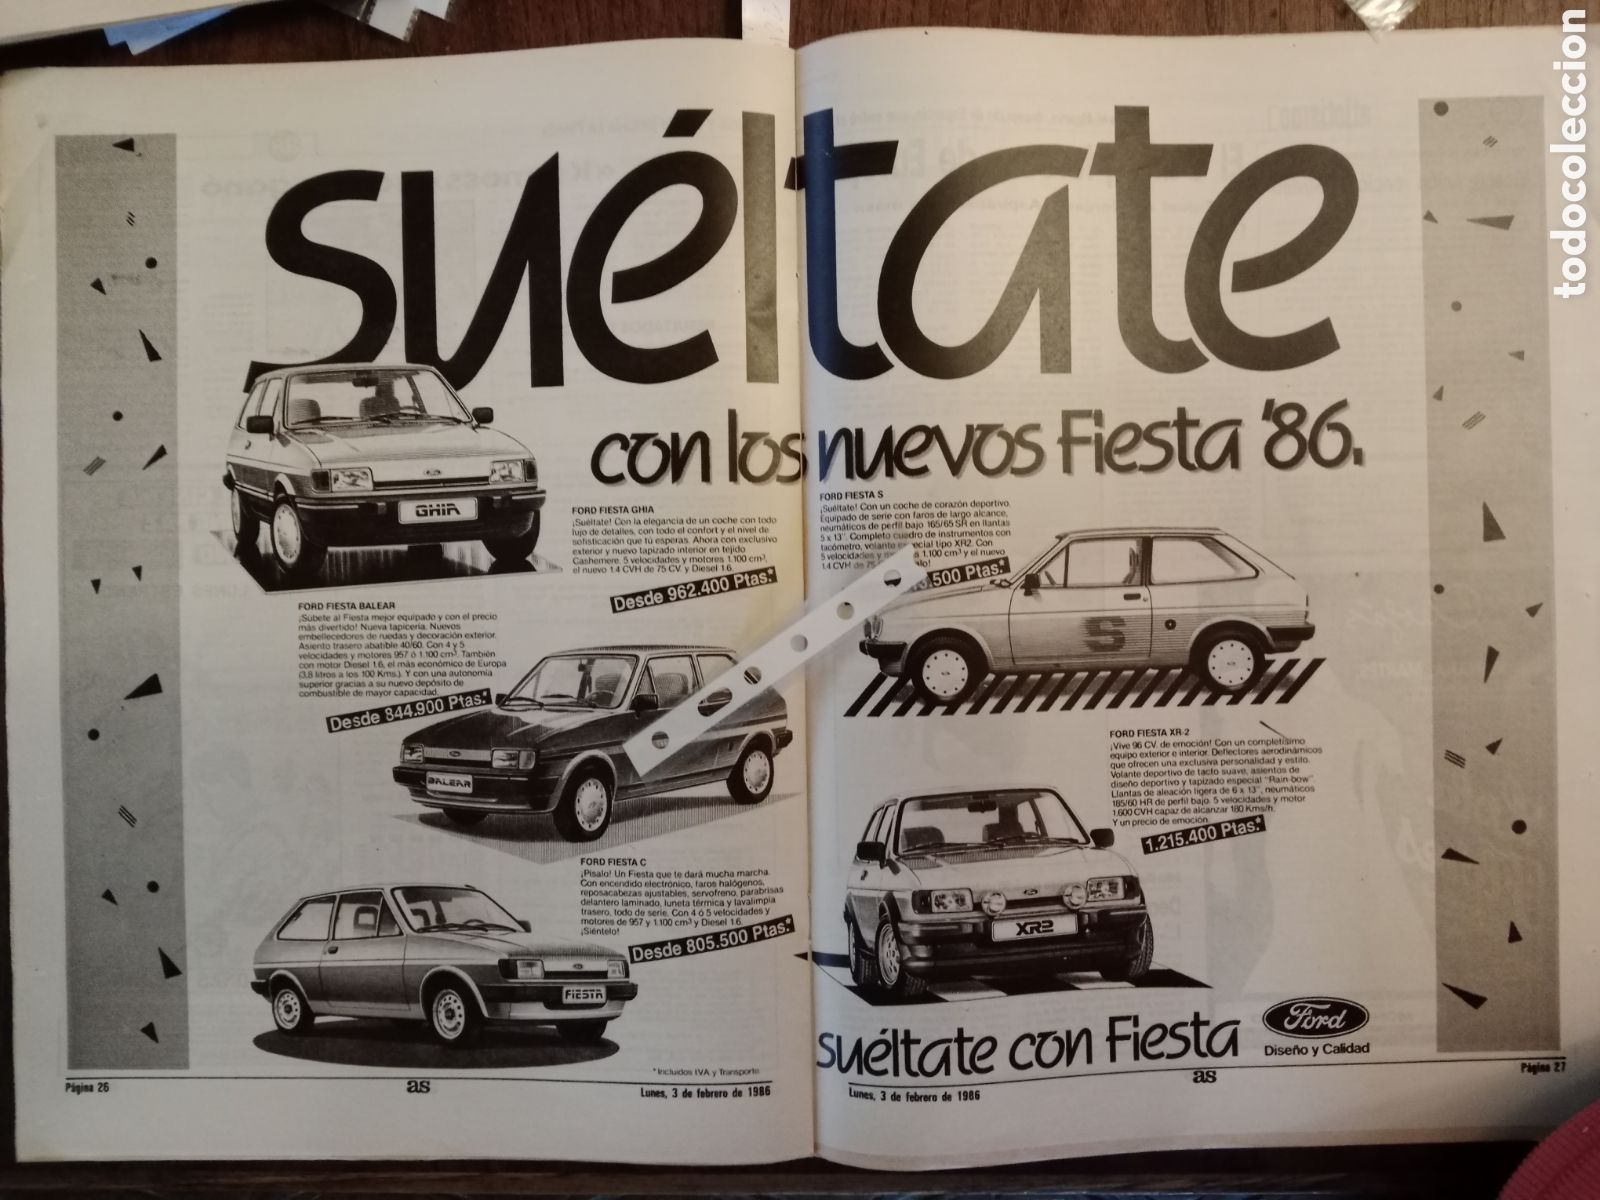 suéltate
con los nuevos Fiesta '86.
FORD FIESTA GHIA
¡Suéltate! Con la elegancia de un coche con todo
lujo de detalles, con todo el confort y el nivel de
sofisticación que tú esperas. Ahora con exclusivo
exterior y nuevo tapizado interior en tejido
Cashemere. 5 velocidades y motores 1.100 cm³,
el nuevo 1.4 CVH de 75 CV. y Diesel 1.6.
Desde 962.400 Ptas.*
GHIA
FORD FIESTA BALEAR
¡Súbete al Fiesta mejor equipado y con el precio
más divertido! Nueva tapicería. Nuevos
embellecedores de ruedas y decoración exterior.
Asiento trasero abatible 40/60. Con 4 y 5
velocidades y motores 957 ó 1.100 cm³. También
con motor Diesel 1.6, el más económico de Europa
(3,8 litros a los 100 Kms.). Y con una autonomía
superior gracias a su nuevo depósito de
combustible de mayor capacidad.
Desde 844.900 Ptas.*
BALEAR
FORD FIESTA C
¡Písalo! Un Fiesta que te dará mucha marcha.
Con encendido electrónico, faros halógenos,
reposacabezas ajustables, servofreno, parabrisas
delantero laminado, luneta térmica y lavalimpia
trasero, todo de serie. Con 4 ó 5 velocidades y
motores de 957 y 1.100 cm³ y Diesel 1.6.
¡Siéntelo!
Desde 805.500 Ptas.*
FIESTA
* Incluidos IVA y Transporte
Página 26
as
Lunes, 3 de febrero de 1986
FORD FIESTA S
¡Suéltate! Con un coche de corazón deportivo.
Equipado de serie con faros de largo alcance,
neumáticos de perfil bajo 165/65 SR en llantas
5 x 13". Completo cuadro de instrumentos con
tacómetro, volante especial tipo XR2. Con
5 velocidades y 1.100 cm³ y el nuevo
1.4 CVH de 75
.500 Ptas.*
S
FORD FIESTA XR-2
¡Vive 96 CV. de emoción! Con un completísimo
equipo exterior e interior. Deflectores aerodinámicos
que ofrecen una exclusiva personalidad y estilo.
Volante deportivo de tacto suave, asientos de
diseño deportivo y tapizado especial "Rain-bow".
Llantas de aleación ligera de 6 x 13", neumáticos
185/60 HR de perfil bajo. 5 velocidades y motor
1.600 CVH capaz de alcanzar 180 Kms/h.
Y un precio de emoción.
1.215.400 Ptas.*
XR2
suéltate con Fiesta
Ford
Diseño y Calidad
Lunes, 3 de febrero de 1986
as
Página 27
todocoleccion